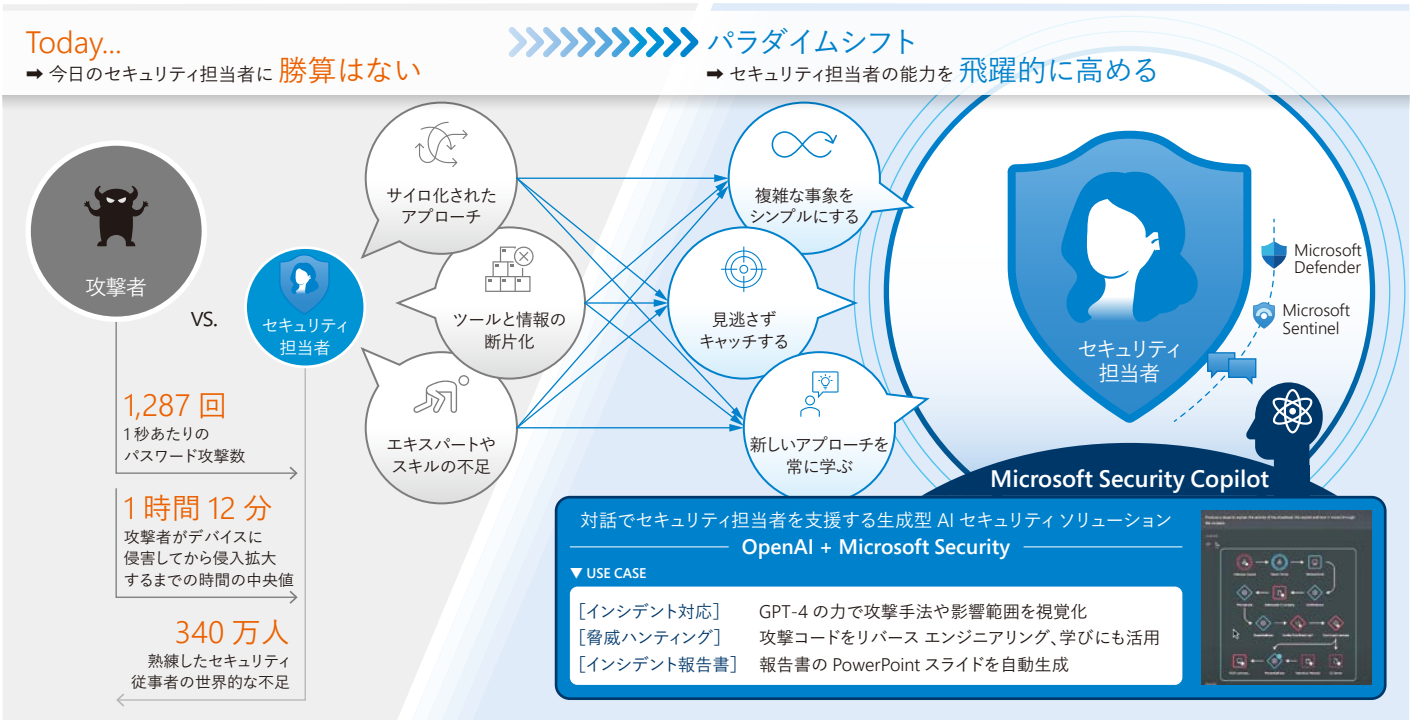 Today...
➡ 今日のセキュリティ担当者に 勝算はない
パラダイムシフト
➡ セキュリティ担当者の能力を 飛躍的に高める
攻撃者
VS.
セキュリティ
担当者
1,287 回
1 秒あたりの
パスワード攻撃数
1 時間 12 分
攻撃者がデバイスに
侵害してから侵入拡大
するまでの時間の中央値
340 万人
熟練したセキュリティ
従事者の世界的な不足
サイロ化された
アプローチ
ツールと情報の
断片化
エキスパートや
スキルの不足
複雑な事象を
シンプルにする
見逃さず
キャッチする
新しいアプローチを
常に学ぶ
セキュリティ
担当者
Microsoft
Defender
Microsoft
Sentinel
Microsoft Security Copilot
対話でセキュリティ担当者を支援する生成型 AI セキュリティ ソリューション
OpenAI + Microsoft Security
▼ USE CASE
［インシデント対応］ GPT-4 の力で攻撃手法や影響範囲を視覚化
［脅威ハンティング］ 攻撃コードをリバース エンジニアリング、学びにも活用
［インシデント報告書］ 報告書の PowerPoint スライドを自動生成